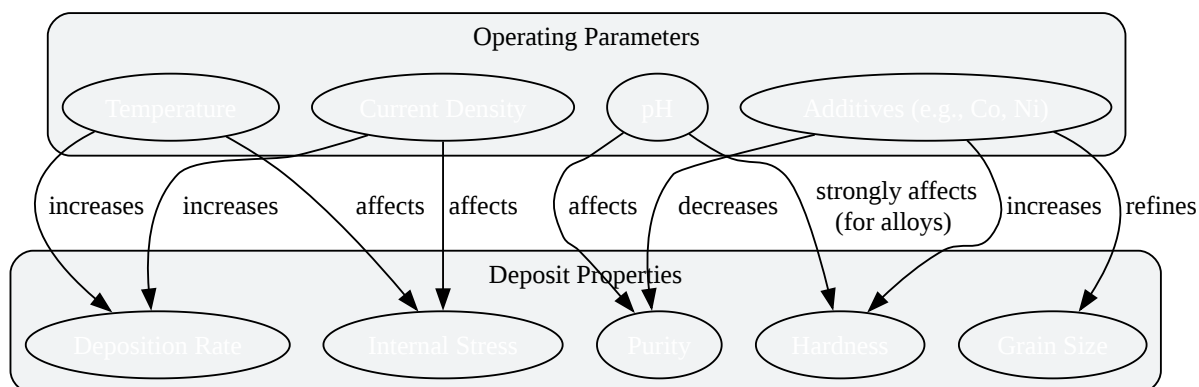 Operating Parameters
Temperature
Current Density
pH
Additives (e.g., Co, Ni)
increases
increases
affects
affects
affects
decreases
strongly affects
(for alloys)
increases
refines
Deposit Properties
Deposition Rate
Internal Stress
Purity
Hardness
Grain Size